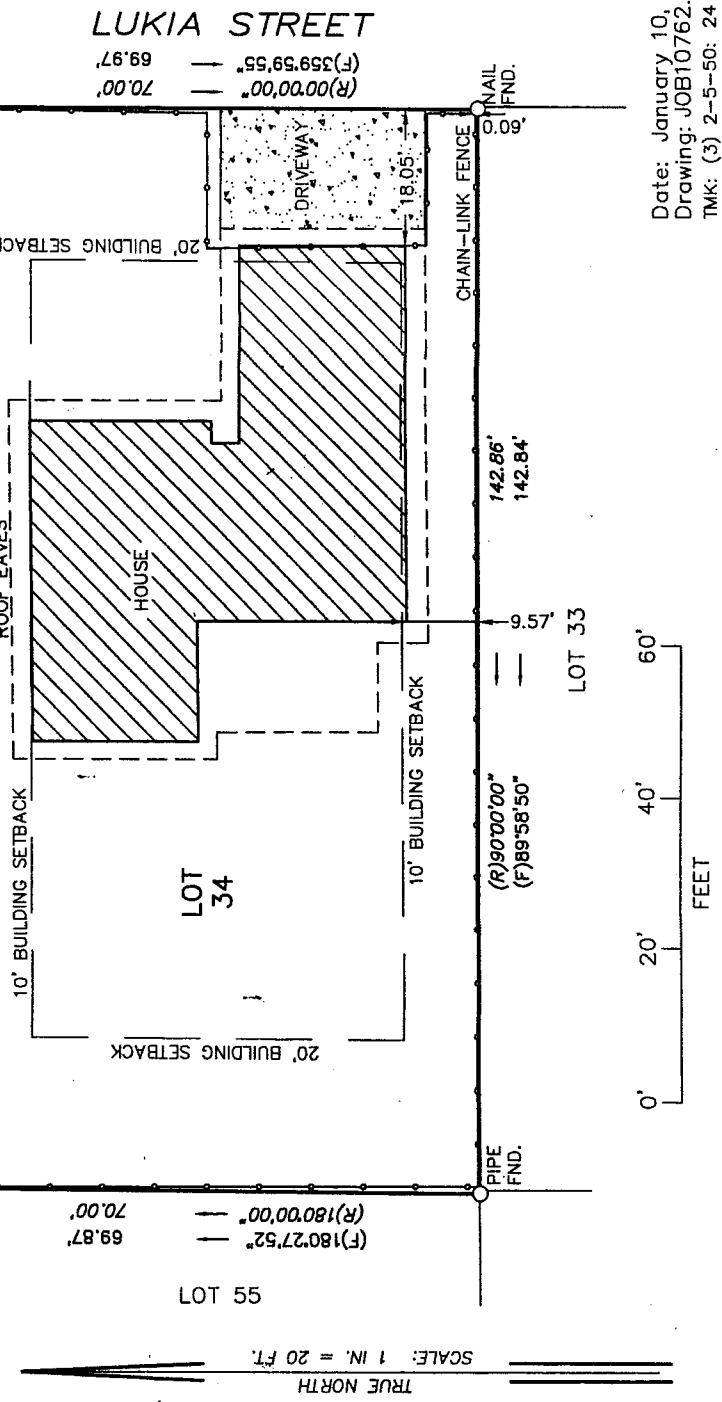 LUKIA STREET
(F)359°59'55" 69.97'
(R)00°00'00" 70.00'
NAIL
FND.
0.09'
DRIVEWAY
18.05'
CHAIN-LINK FENCE
20' BUILDING SETBACK
ROOF EAVES
HOUSE
142.86'
142.84'
9.57'
LOT 33
10' BUILDING SETBACK
10' BUILDING SETBACK
LOT
34
(R)90°00'00"
(F)89°58'50"
20' BUILDING SETBACK
PIPE
FND.
(R)180°00'00" 70.00'
(F)180°27'52" 69.87'
LOT 55
0' 20' 40' 60'
FEET
TRUE NORTH
SCALE: 1 IN. = 20 FT.
Date: January 10,
Drawing: JOB10762.
TMK: (3) 2-5-50: 24